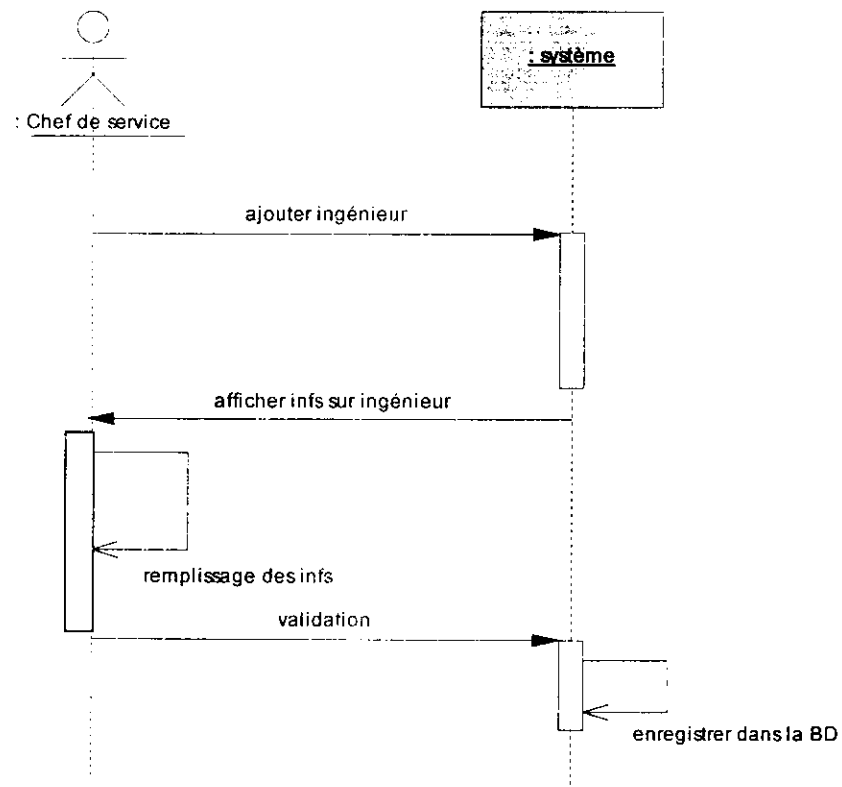 : système
: Chef de service
ajouter ingénieur
afficher infs sur ingénieur
remplissage des infs
validation
enregistrer dans la BD